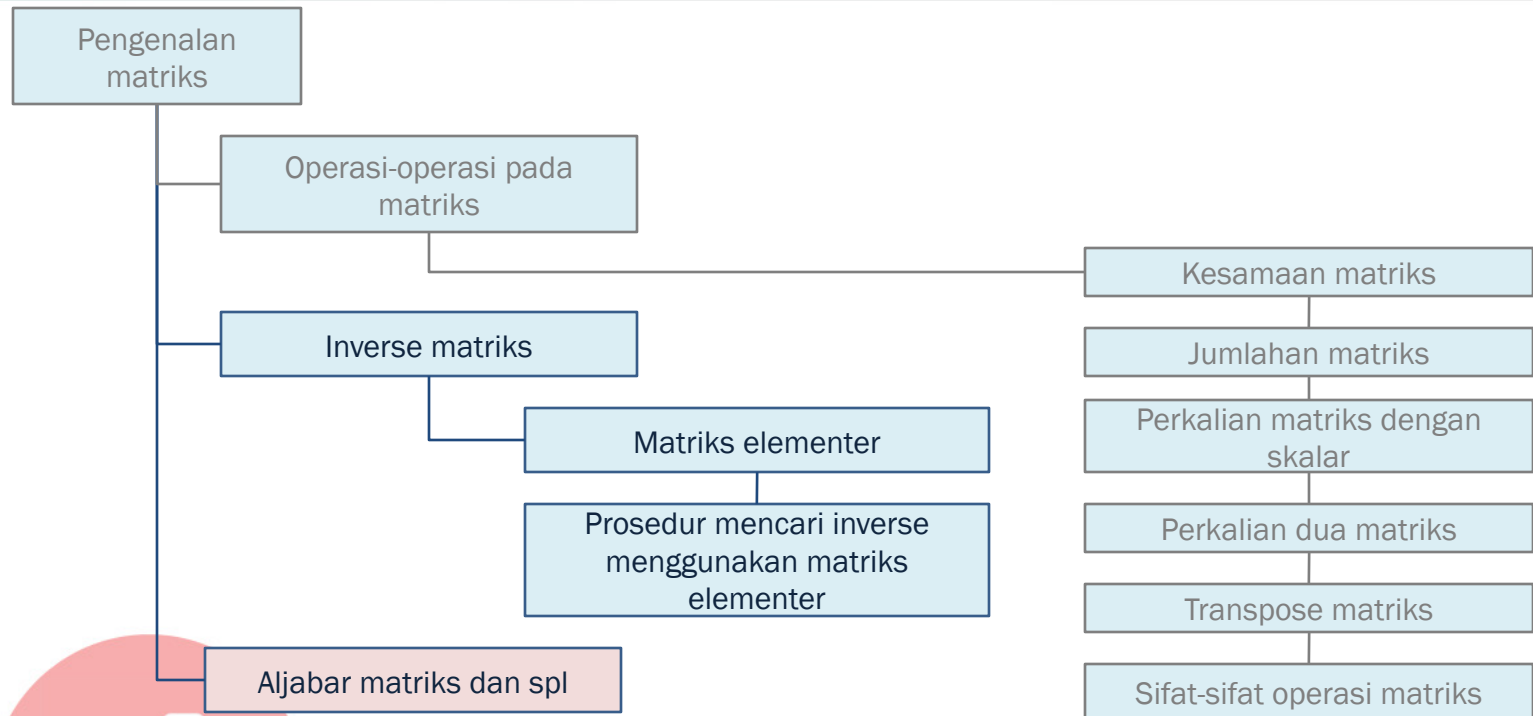 Pengenalan
matriks
Operasi-operasi pada
matriks
Kesamaan matriks
Jumlahan matriks
Perkalian matriks dengan
skalar
Perkalian dua matriks
Transpose matriks
Sifat-sifat operasi matriks
Inverse matriks
Matriks elementer
Prosedur mencari inverse
menggunakan matriks
elementer
Aljabar matriks dan spl